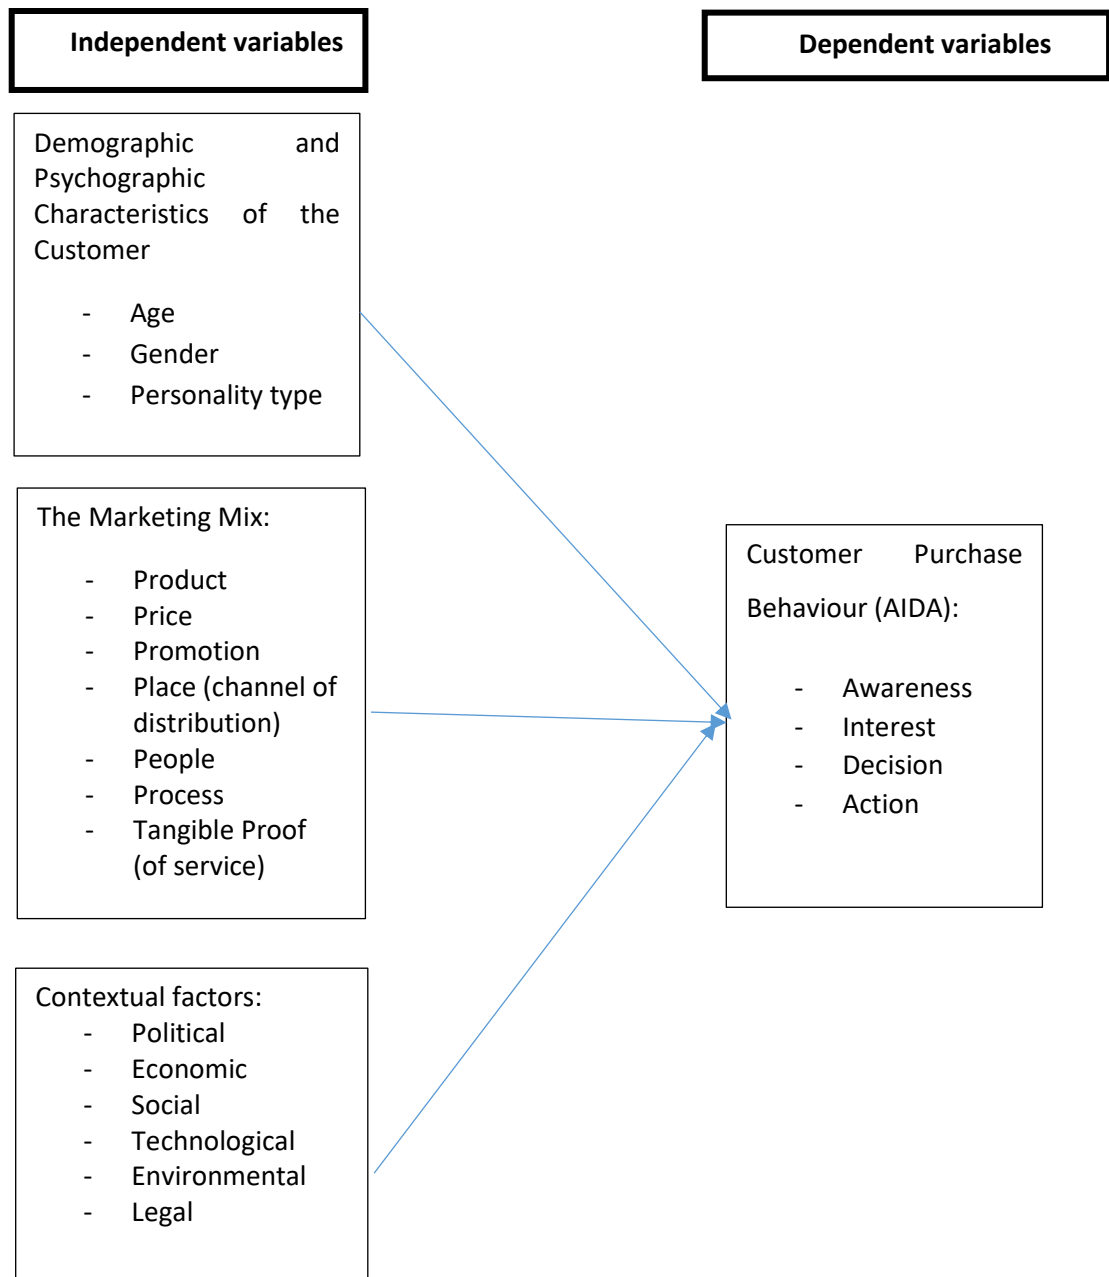 Independent variables
Dependent variables
Demographic and
Psychographic
Characteristics of the
Customer
- Age
- Gender
- Personality type
The Marketing Mix:
- Product
- Price
- Promotion
- Place (channel of
distribution)
- People
- Process
- Tangible Proof
(of service)
Customer Purchase
Behaviour (AIDA):
- Awareness
- Interest
- Decision
- Action
Contextual factors:
- Political
- Economic
- Social
- Technological
- Environmental
- Legal